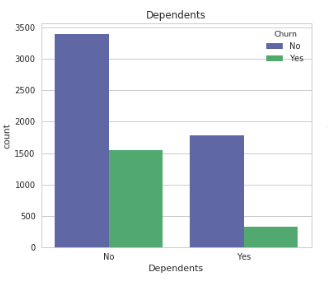 Dependents
3500
3000
2500
2000
1500
1000
500
0
count
Churn
No
Yes
No Yes
Dependents